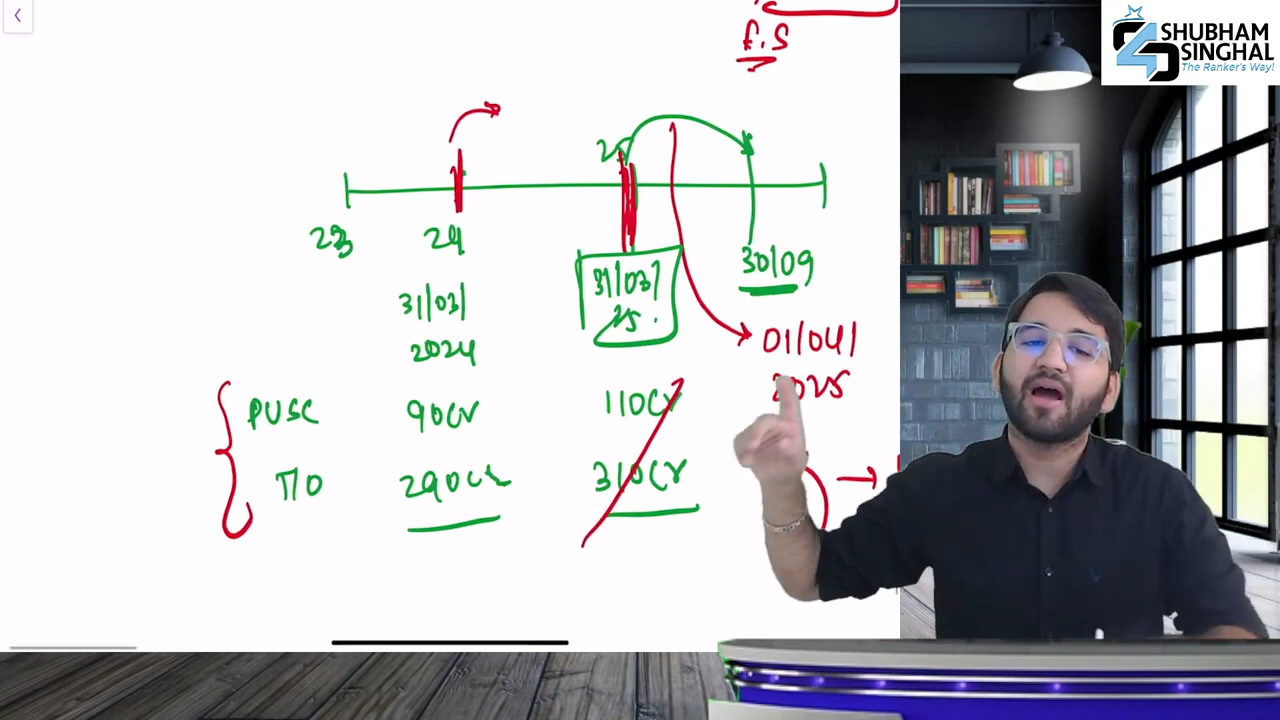 SHUBHAM
SINGHAL
The Ranker's Way!
F.S
25
23
24
31/03/
2024
31/03/
25.
30/09
01/04/
2025
PUSC
90Cr
110Cr
T/O
290Cr
310Cr